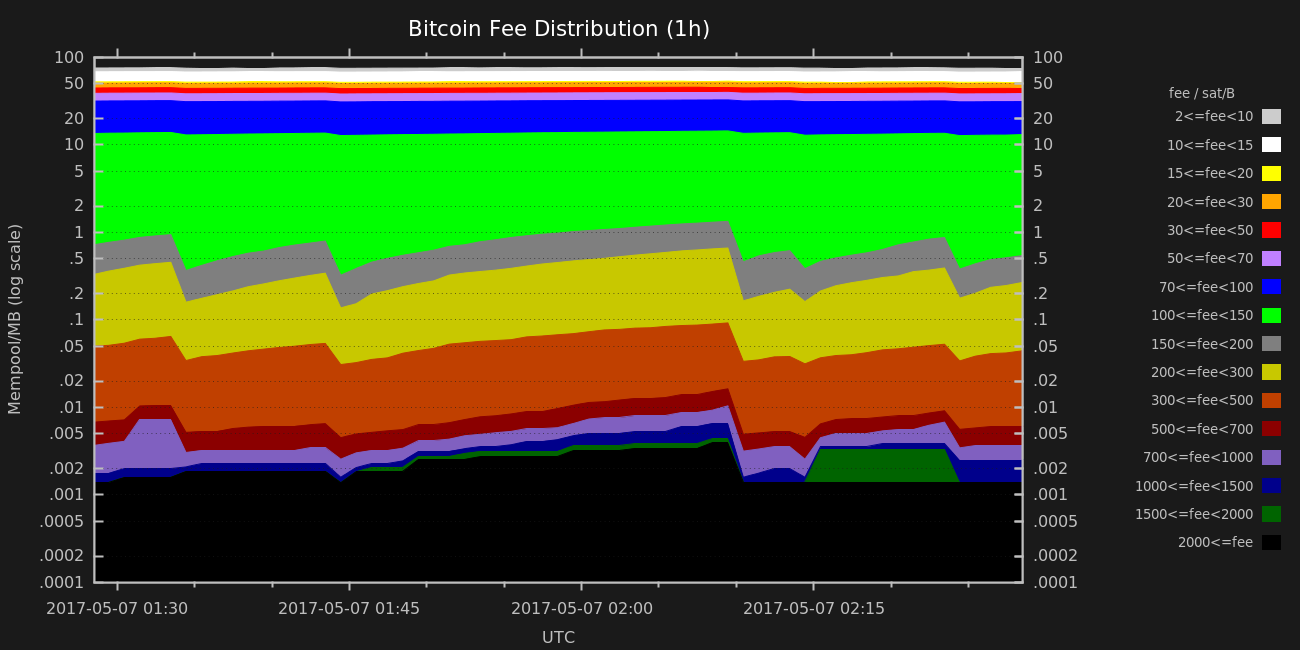 Bitcoin Fee Distribution (1h)
Mempool/MB (log scale)
100 100
50 50
20 20
10 10
5 5
2 2
1 1
.5 .5
.2 .2
.1 .1
.05 .05
.02 .02
.01 .01
.005 .005
.002 .002
.001 .001
.0005 .0005
.0002 .0002
.0001 .0001
2017-05-07 01:30 2017-05-07 01:45 2017-05-07 02:00 2017-05-07 02:15
UTC
fee / sat/B
2<=fee<10
10<=fee<15
15<=fee<20
20<=fee<30
30<=fee<50
50<=fee<70
70<=fee<100
100<=fee<150
150<=fee<200
200<=fee<300
300<=fee<500
500<=fee<700
700<=fee<1000
1000<=fee<1500
1500<=fee<2000
2000<=fee